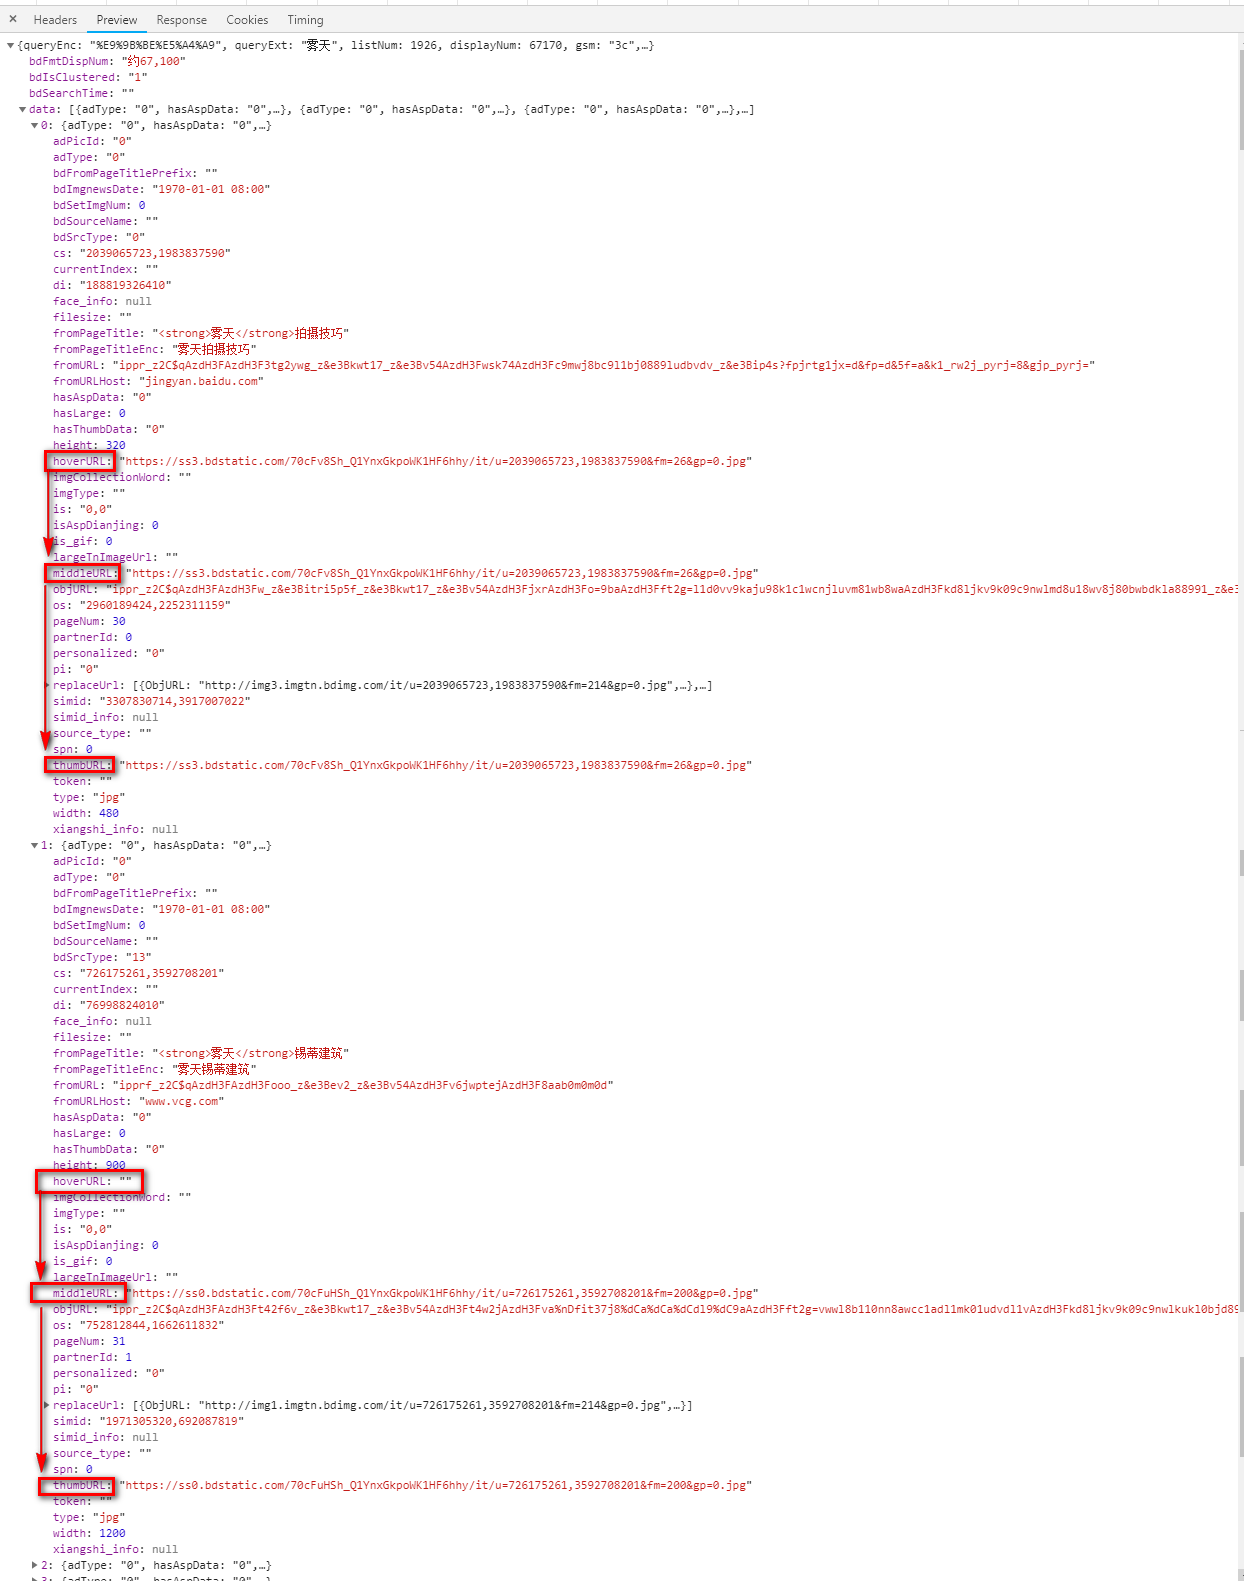 × Headers Preview Response Cookies Timing
▼{queryEnc: "%E9%9B%BE%E5%A4%A9", queryExt: "雾天", listNum: 1926, displayNum: 67170, gsm: "3c",…}
bdFmtDispNum: "约67,100"
bdIsClustered: "1"
bdSearchTime: ""
▼data: [{adType: "0", hasAspData: "0",…}, {adType: "0", hasAspData: "0",…}, {adType: "0", hasAspData: "0",…},…]
▼0: {adType: "0", hasAspData: "0",…}
adPicId: "0"
adType: "0"
bdFromPageTitlePrefix: ""
bdImgnewsDate: "1970-01-01 08:00"
bdSetImgNum: 0
bdSourceName: ""
bdSrcType: "0"
cs: "2039065723,1983837590"
currentIndex: ""
di: "188819326410"
face_info: null
filesize: ""
fromPageTitle: "<strong>雾天</strong>拍摄技巧"
fromPageTitleEnc: "雾天拍摄技巧"
fromURL: "ippr_z2C$qAzdH3FAzdH3F3tg2ywg_z&e3Bkwt17_z&e3Bv54AzdH3Fwsk74AzdH3Fc9mwj8bc9l1bj0889ludbvdv_z&e3Bip4s?fpjrtg1jx=d&fp=d&5f=a&k1_rw2j_pyrj=8&gjp_pyrj="
fromURLHost: "jingyan.baidu.com"
hasAspData: "0"
hasLarge: 0
hasThumbData: "0"
height: 320
hoverURL: "https://ss3.bdstatic.com/70cFv8Sh_Q1YnxGkpoWK1HF6hhy/it/u=2039065723,1983837590&fm=26&gp=0.jpg"
imgCollectionWord: ""
imgType: ""
is: "0,0"
isAspDianjing: 0
is_gif: 0
largeTnImageUrl: ""
middleURL: "https://ss3.bdstatic.com/70cFv8Sh_Q1YnxGkpoWK1HF6hhy/it/u=2039065723,1983837590&fm=26&gp=0.jpg"
objURL: "ippr_z2C$qAzdH3FAzdH3Fw_z&e3Bitri5p5f_z&e3Bkwt17_z&e3Bv54AzdH3FjxrAzdH3Fo=9baAzdH3Fft2g=l1d0vv9kaju98k1c1wcnjluvm81wb8waAzdH3Fkd8ljkv9k09c9nwlmd8u18wv8j80bwbdkla88991_z&e3
os: "2960189424,2252311159"
pageNum: 30
partnerId: 0
personalized: "0"
pi: "0"
▶replaceUrl: [{ObjURL: "http://img3.imgtn.bdimg.com/it/u=2039065723,1983837590&fm=214&gp=0.jpg",…},…]
simid: "3307830714,3917007022"
simid_info: null
source_type: ""
spn: 0
thumbURL: "https://ss3.bdstatic.com/70cFv8Sh_Q1YnxGkpoWK1HF6hhy/it/u=2039065723,1983837590&fm=26&gp=0.jpg"
token: ""
type: "jpg"
width: 480
xiangshi_info: null
▼1: {adType: "0", hasAspData: "0",…}
adPicId: "0"
adType: "0"
bdFromPageTitlePrefix: ""
bdImgnewsDate: "1970-01-01 08:00"
bdSetImgNum: 0
bdSourceName: ""
bdSrcType: "13"
cs: "726175261,3592708201"
currentIndex: ""
di: "76998824010"
face_info: null
filesize: ""
fromPageTitle: "<strong>雾天</strong>锡蒂建筑"
fromPageTitleEnc: "雾天锡蒂建筑"
fromURL: "ipprf_z2C$qAzdH3FAzdH3Fooo_z&e3Bev2_z&e3Bv54AzdH3Fv6jwptejAzdH3F8aab0m0m0d"
fromURLHost: "www.vcg.com"
hasAspData: "0"
hasLarge: 0
hasThumbData: "0"
height: 900
hoverURL: ""
imgCollectionWord: ""
imgType: ""
is: "0,0"
isAspDianjing: 0
is_gif: 0
largeTnImageUrl: ""
middleURL: "https://ss0.bdstatic.com/70cFuHSh_Q1YnxGkpoWK1HF6hhy/it/u=726175261,3592708201&fm=200&gp=0.jpg"
objURL: "ippr_z2C$qAzdH3FAzdH3Ft42f6v_z&e3Bkwt17_z&e3Bv54AzdH3Ft4w2jAzdH3Fva%nDfit37j8%dCa%dCa%dCdl9%dC9aAzdH3Fft2g=vwwl8b110nn8awcc1adl1mk01udvdl1vAzdH3Fkd8ljkv9k09c9nwlkukl0bjd89
os: "752812844,1662611832"
pageNum: 31
partnerId: 1
personalized: "0"
pi: "0"
▶replaceUrl: [{ObjURL: "http://img1.imgtn.bdimg.com/it/u=726175261,3592708201&fm=214&gp=0.jpg",…}]
simid: "1971305320,692087819"
simid_info: null
source_type: ""
spn: 0
thumbURL: "https://ss0.bdstatic.com/70cFuHSh_Q1YnxGkpoWK1HF6hhy/it/u=726175261,3592708201&fm=200&gp=0.jpg"
token: ""
type: "jpg"
width: 1200
xiangshi_info: null
▶2: {adType: "0", hasAspData: "0",…}
▶3: {adType: "0", hasAspData: "0",…}